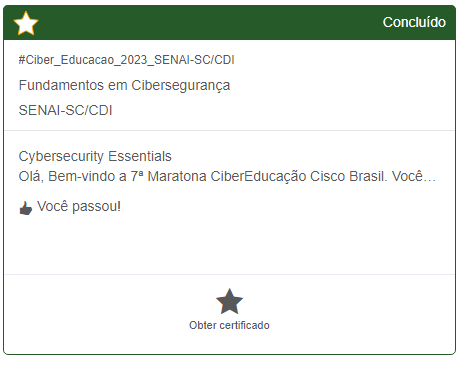 Concluído
#Ciber_Educacao_2023_SENAI-SC/CDI
Fundamentos em Cibersegurança
SENAI-SC/CDI
Cybersecurity Essentials
Olá, Bem-vindo a 7ª Maratona CiberEducação Cisco Brasil. Você…
Você passou!
Obter certificado